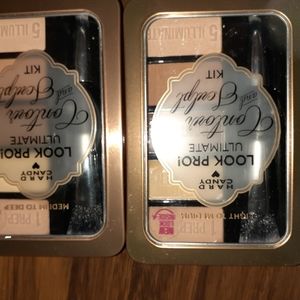 HARD
CANDY
LOOK PRO!
ULTIMATE
Contour
and Sculpt
KIT
MEDIUM TO DEEP
1 PREP
5 ILLUMINATE
HARD
CANDY
LOOK PRO!
ULTIMATE
Contour
and Sculpt
KIT
LIGHT TO MEDIUM
1 PREP
5 ILLUMINATE
NEW